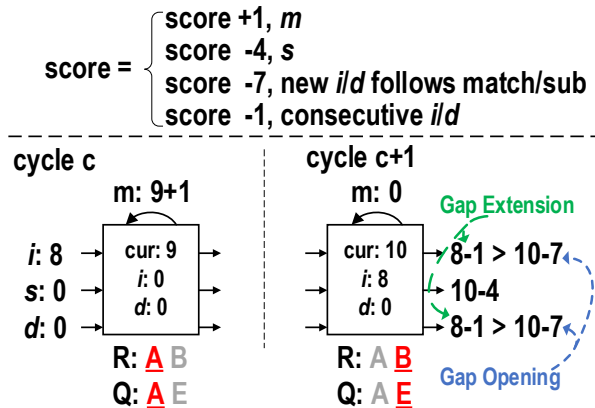 score +1, m
score -4, s
score =
score -7, new i/d follows match/sub
score -1, consecutive i/d
cycle c
m: 9+1
i: 8
s: 0
d: 0
cur: 9
i: 0
d: 0
R: A B
Q: A E
cycle c+1
m: 0
Gap Extension
cur: 10
i: 8
d: 0
8-1 > 10-7
10-4
8-1 > 10-7
R: A B
Q: A E
Gap Opening